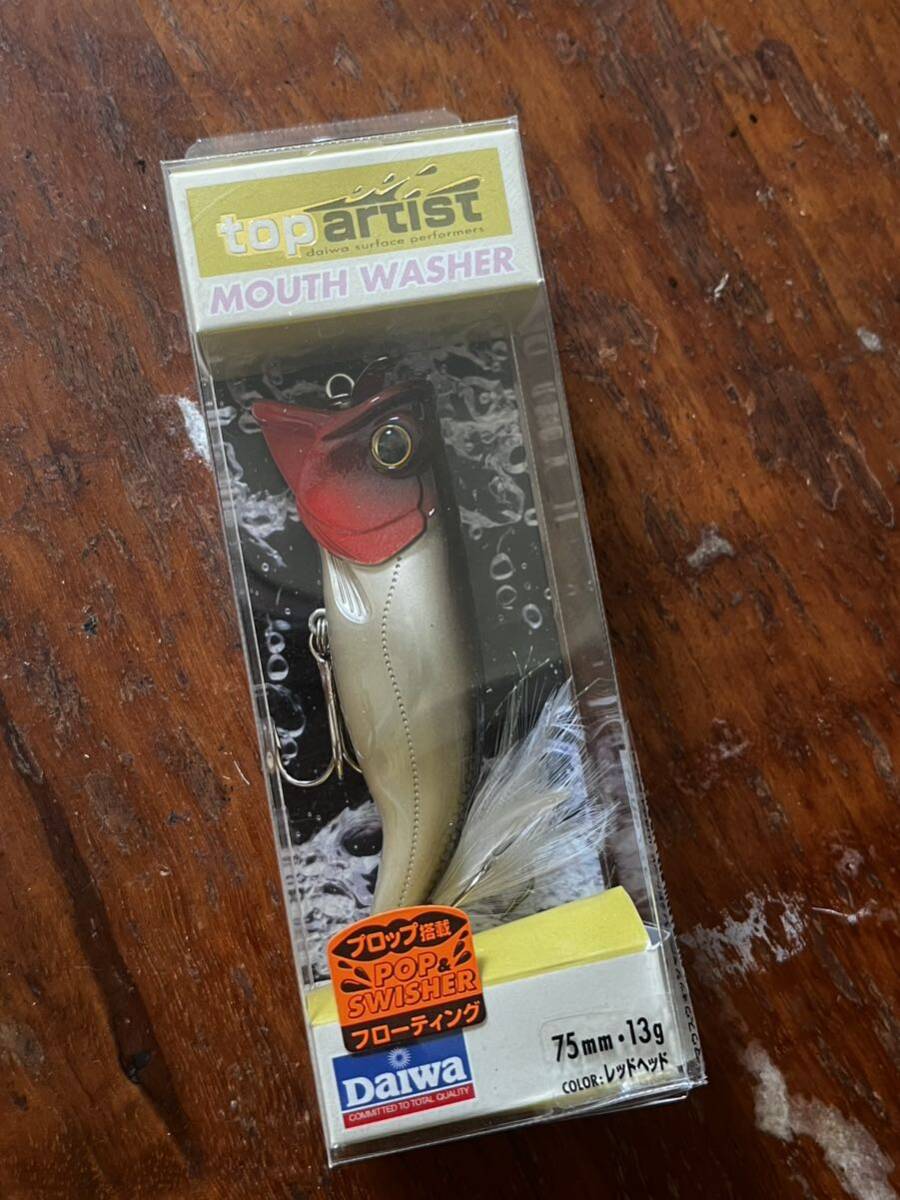 top artist
daiwa surface performers
MOUTH WASHER
プロップ搭載
POP &
SWISHER
フローティング
75mm・13g
COLOR:レッドヘッド
DAIWA
COMMITTED TO TOTAL QUALITY